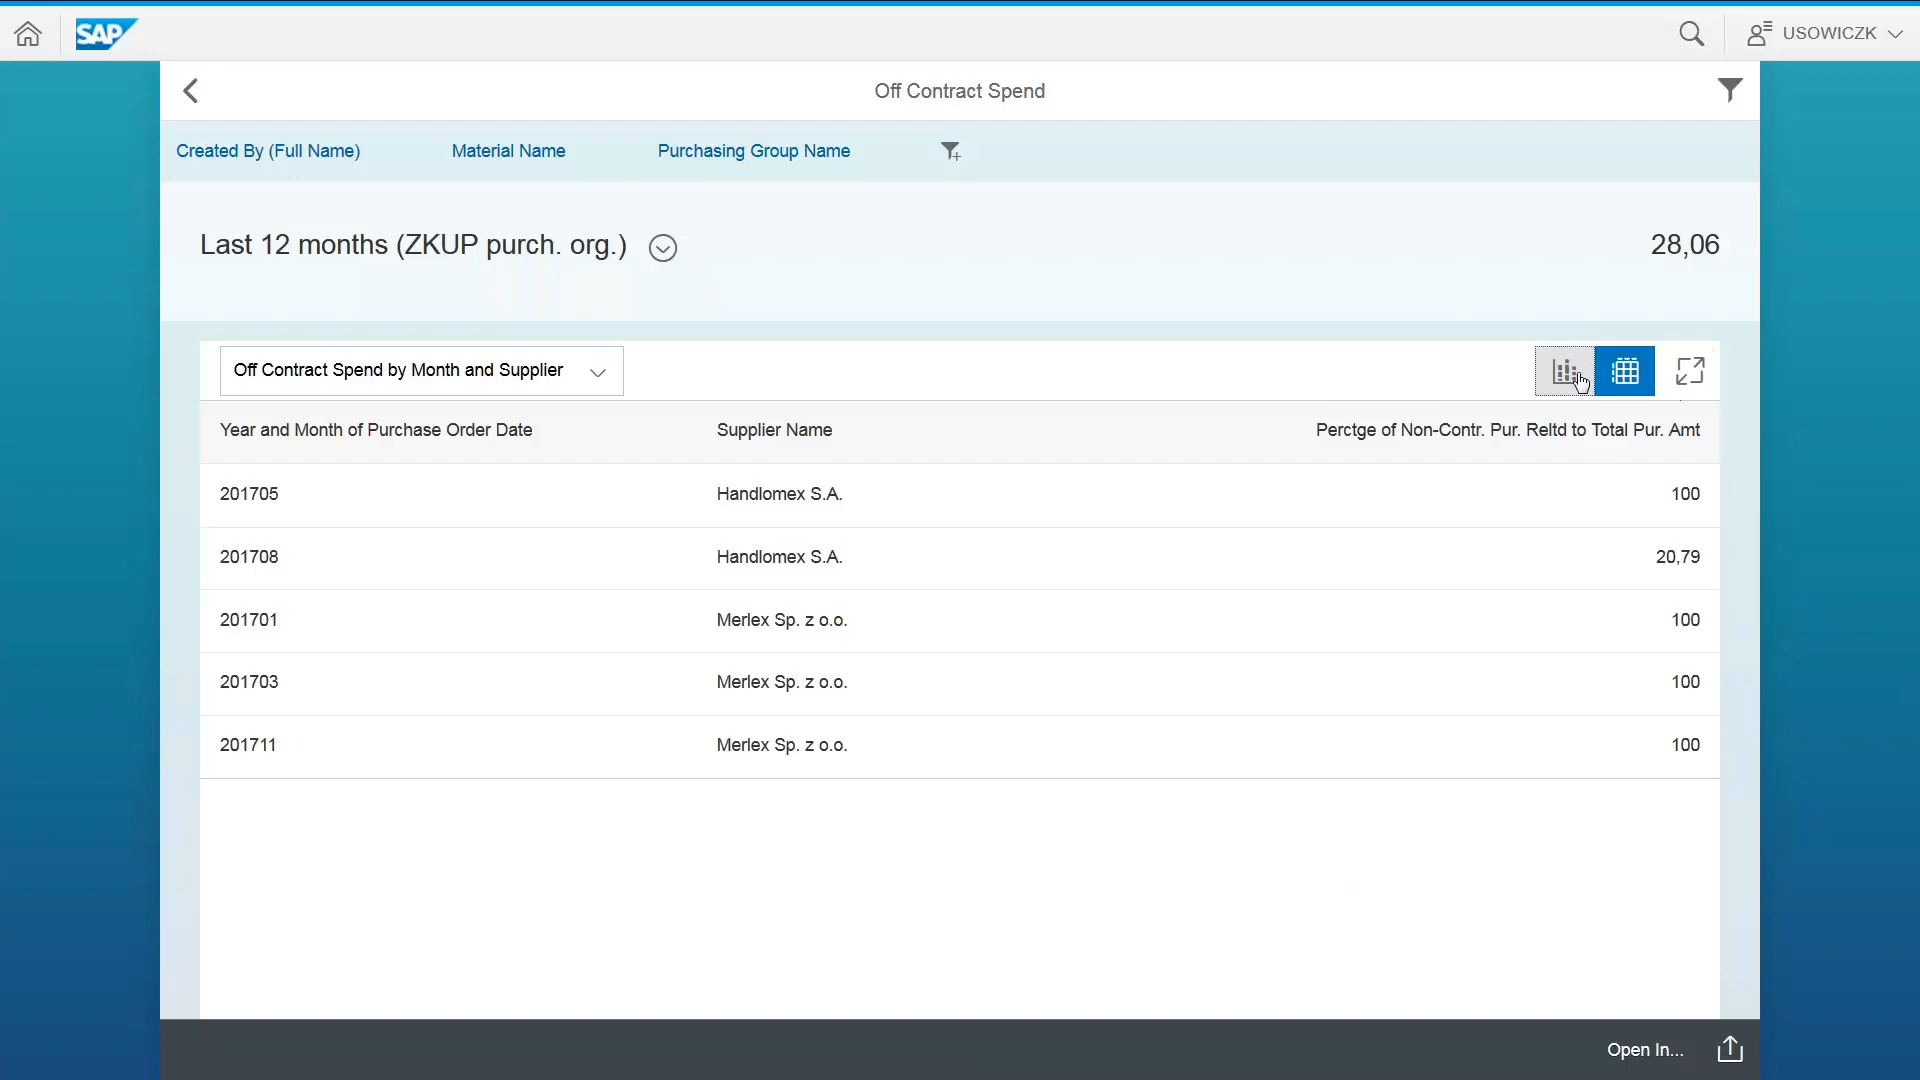 SAP
USOWICZK
Off Contract Spend
Created By (Full Name) Material Name Purchasing Group Name
Last 12 months (ZKUP purch. org.) 28,06
Off Contract Spend by Month and Supplier
Year and Month of Purchase Order Date Supplier Name Perctge of Non-Contr. Pur. Reltd to Total Pur. Amt
201705 Handlomex S.A. 100
201708 Handlomex S.A. 20,79
201701 Merlex Sp. z o.o. 100
201703 Merlex Sp. z o.o. 100
201711 Merlex Sp. z o.o. 100
Open In...